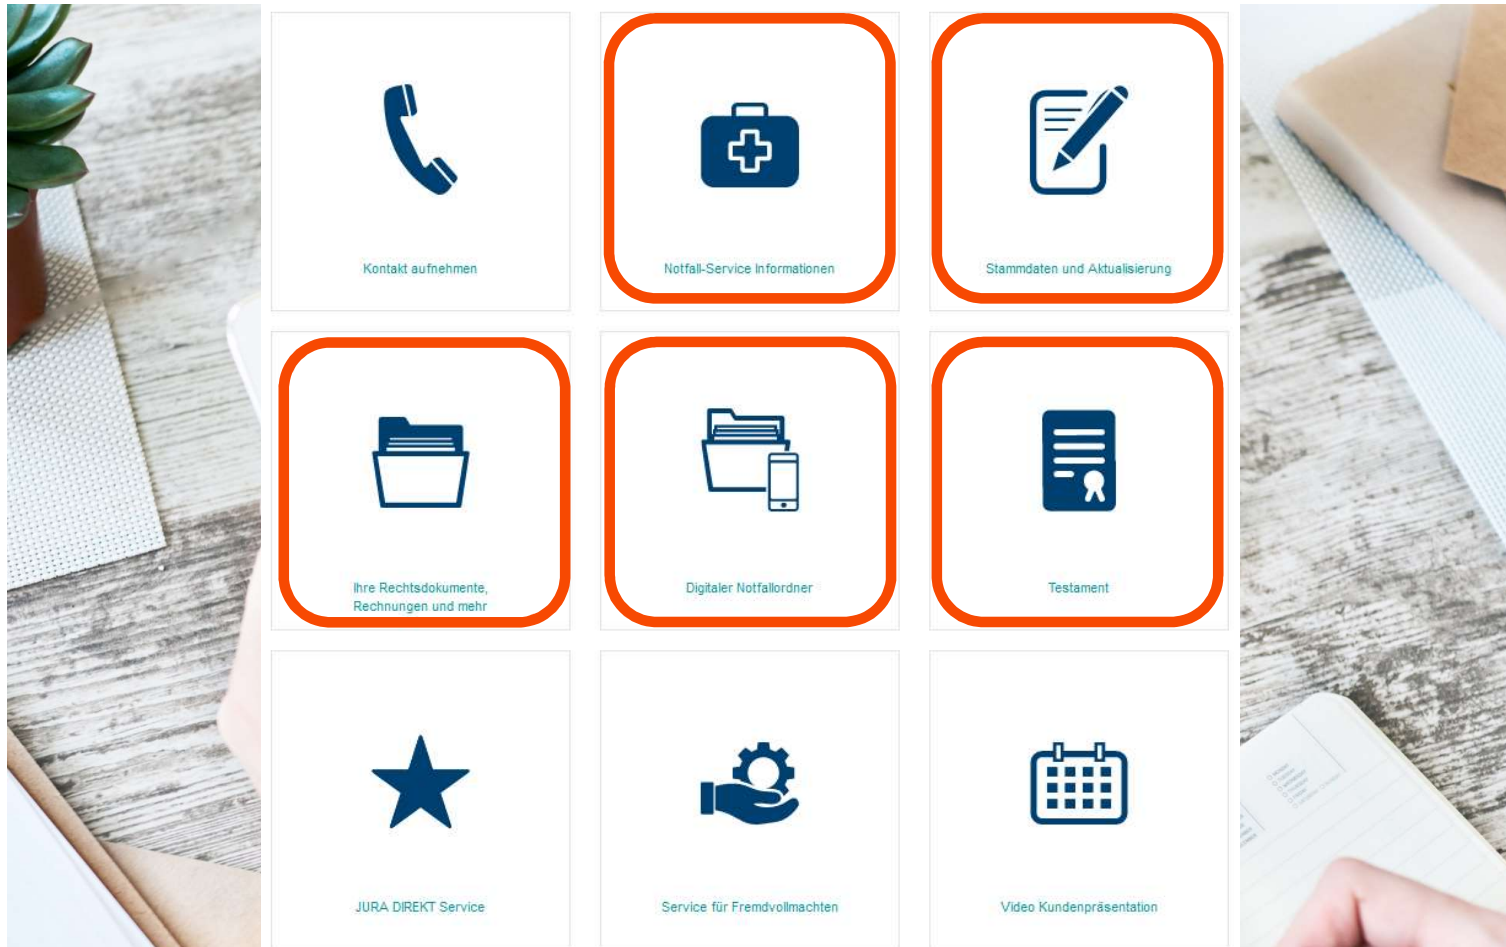 Kontakt aufnehmen
Notfall-Service Informationen
Stammdaten und Aktualisierung
Ihre Rechtsdokumente,
Rechnungen und mehr
Digitaler Notfallordner
Testament
JURA DIREKT Service
Service für Fremdvollmachten
Video Kundenpräsentation